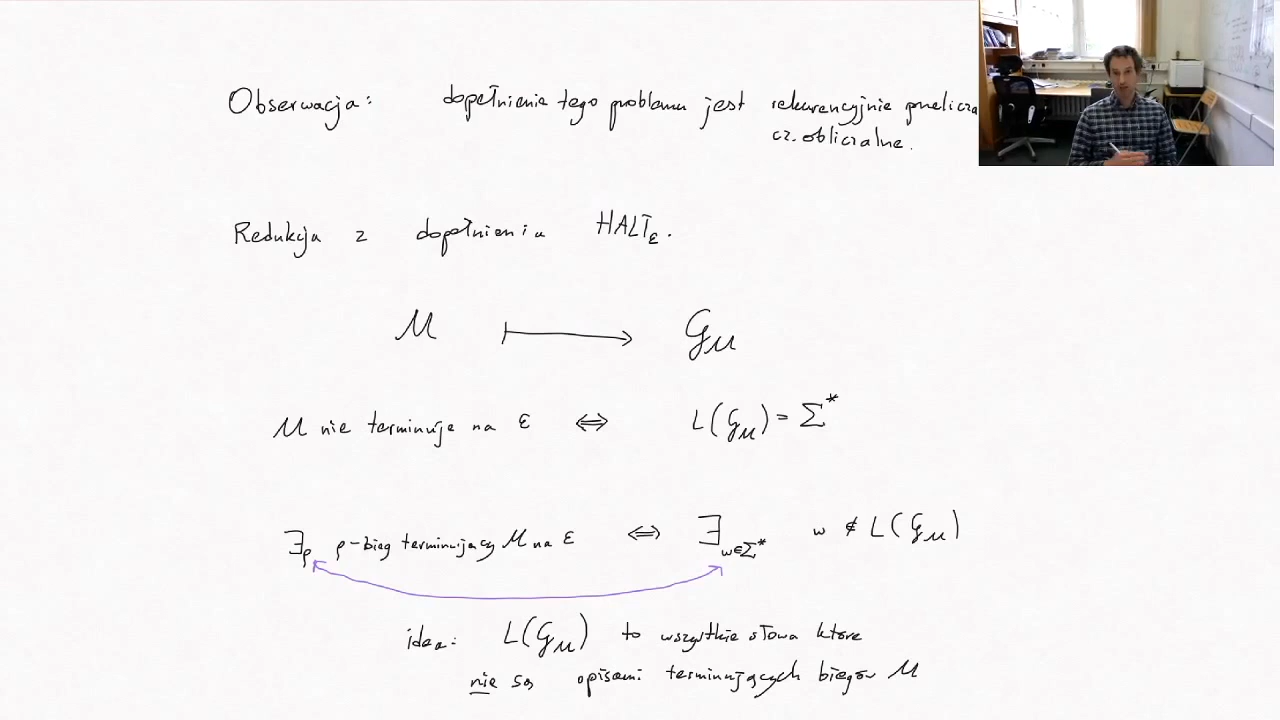 Obserwacja: dopełnienie tego problemu jest rekurencyjnie przelicza
cz. obliczalne.
Redukcja z dopełnienia HALT_ε.
M ↦ G_M
M nie terminuje na ε ⇔ L(G_M) = Σ*
∃_ρ ρ-bieg terminujący M na ε ⇔ ∃_{w∈Σ*} w ∉ L(G_M)
idea: L(G_M) to wszystkie słowa które
nie są opisami terminujących biegów M